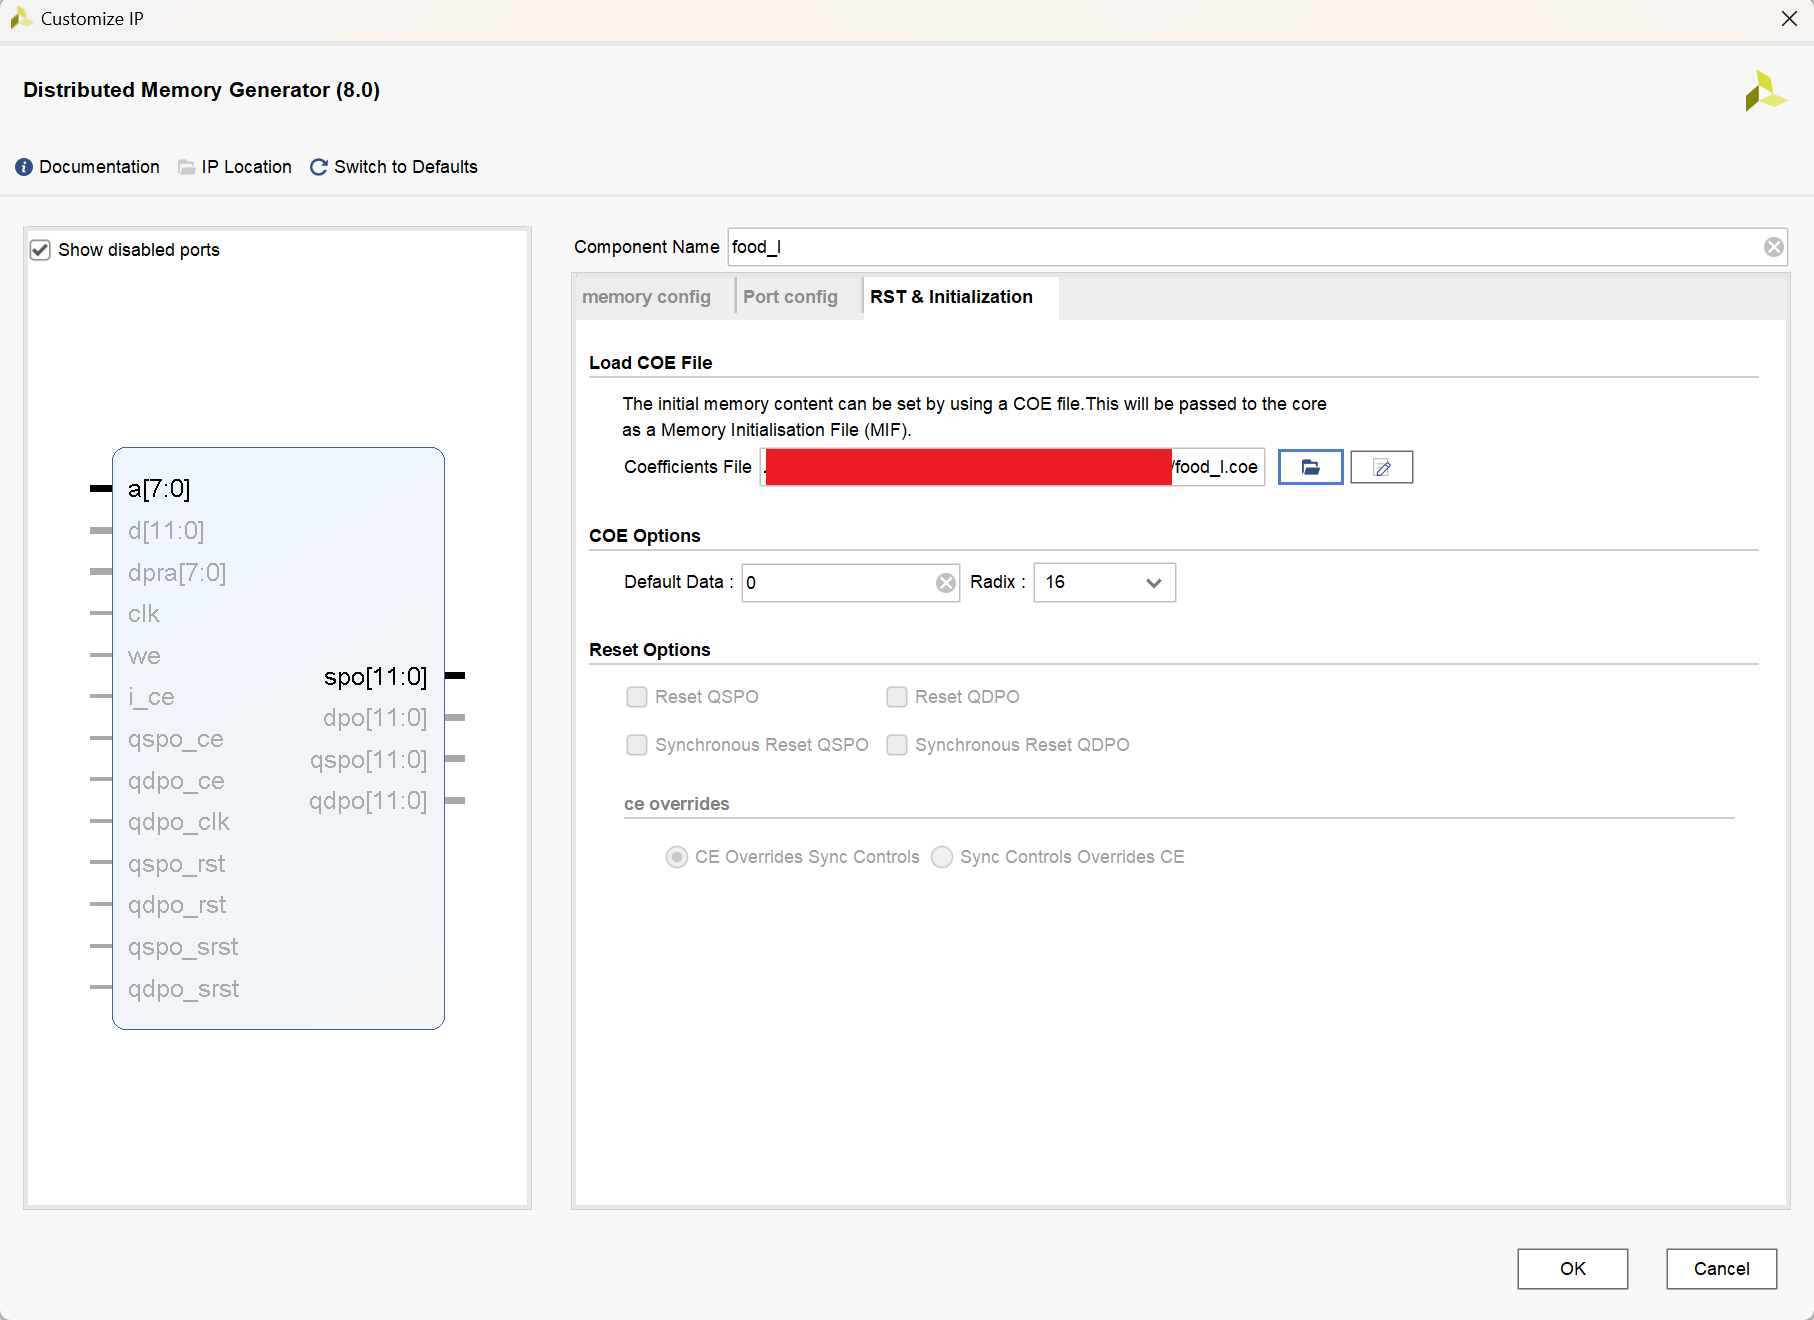 Customize IP
Distributed Memory Generator (8.0)
Documentation IP Location Switch to Defaults
Show disabled ports
a[7:0]
d[11:0]
dpra[7:0]
clk
we
i_ce
qspo_ce
qdpo_ce
qdpo_clk
qspo_rst
qdpo_rst
qspo_srst
qdpo_srst
spo[11:0]
dpo[11:0]
qspo[11:0]
qdpo[11:0]
Component Name food_l
memory config Port config RST & Initialization
Load COE File
The initial memory content can be set by using a COE file.This will be passed to the core
as a Memory Initialisation File (MIF).
Coefficients File /food_l.coe
COE Options
Default Data : 0 Radix : 16
Reset Options
Reset QSPO Reset QDPO
Synchronous Reset QSPO Synchronous Reset QDPO
ce overrides
CE Overrides Sync Controls Sync Controls Overrides CE
OK Cancel